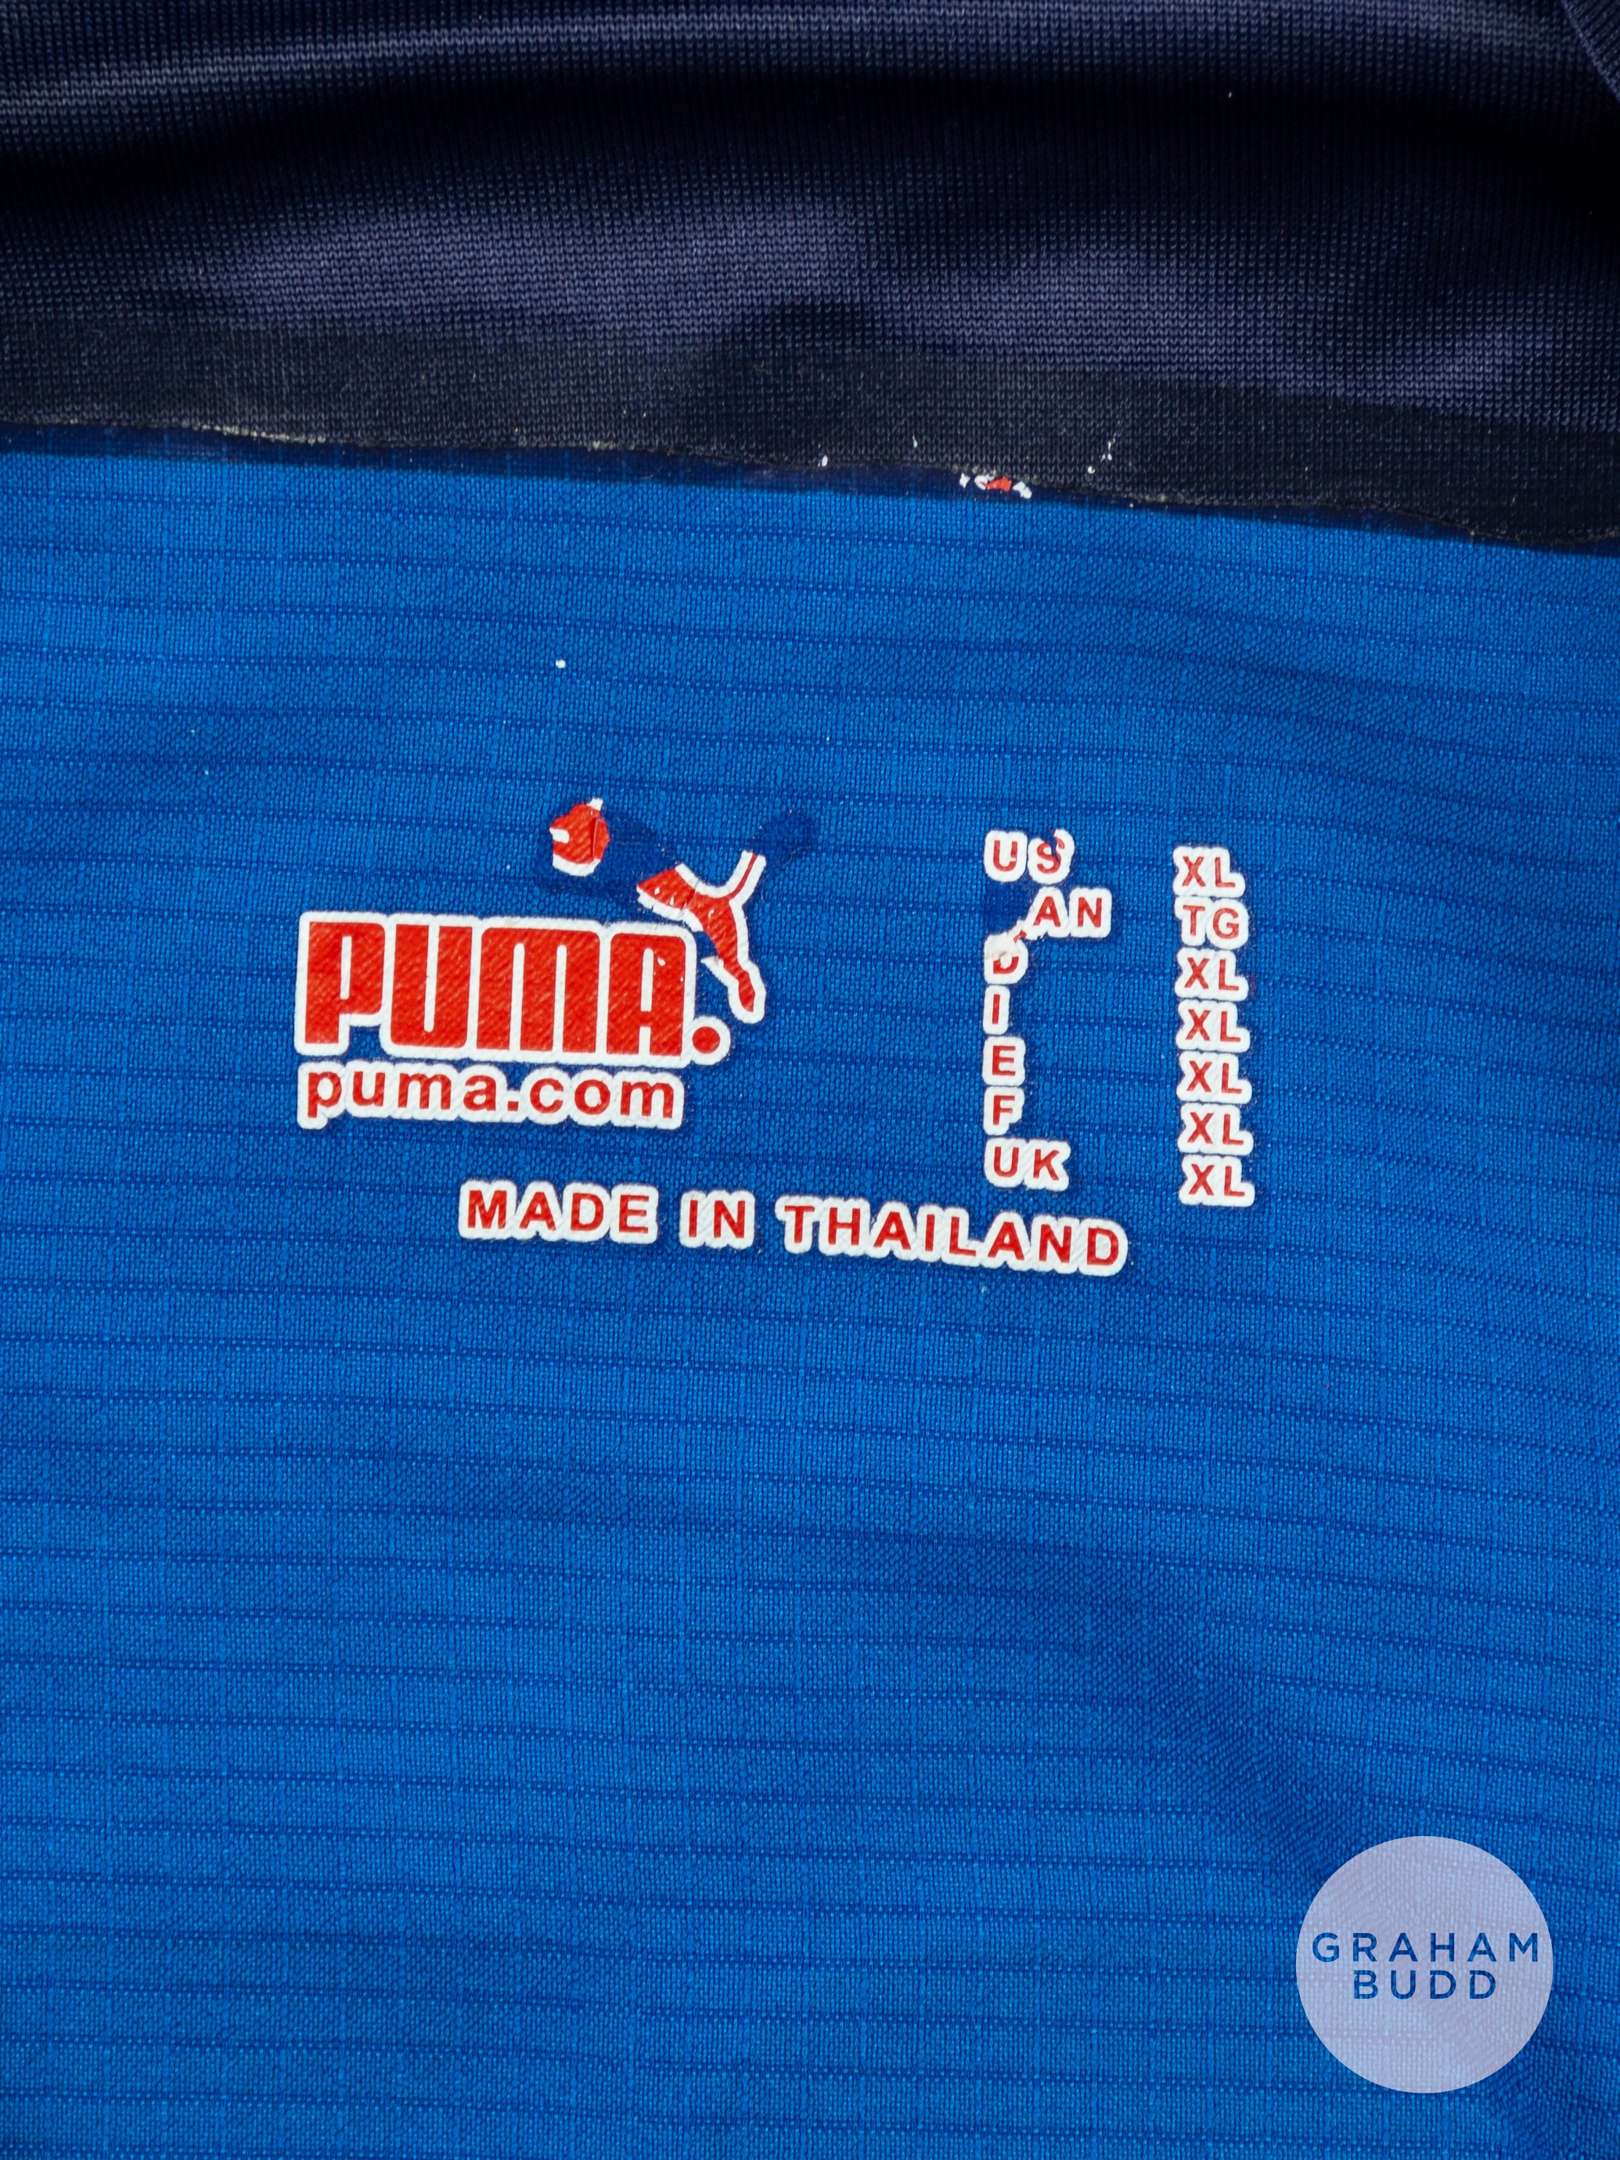 PUMA.
puma.com
US XL
AN TG
D XL
I XL
E XL
F XL
UK XL
MADE IN THAILAND
GRAHAM
BUDD